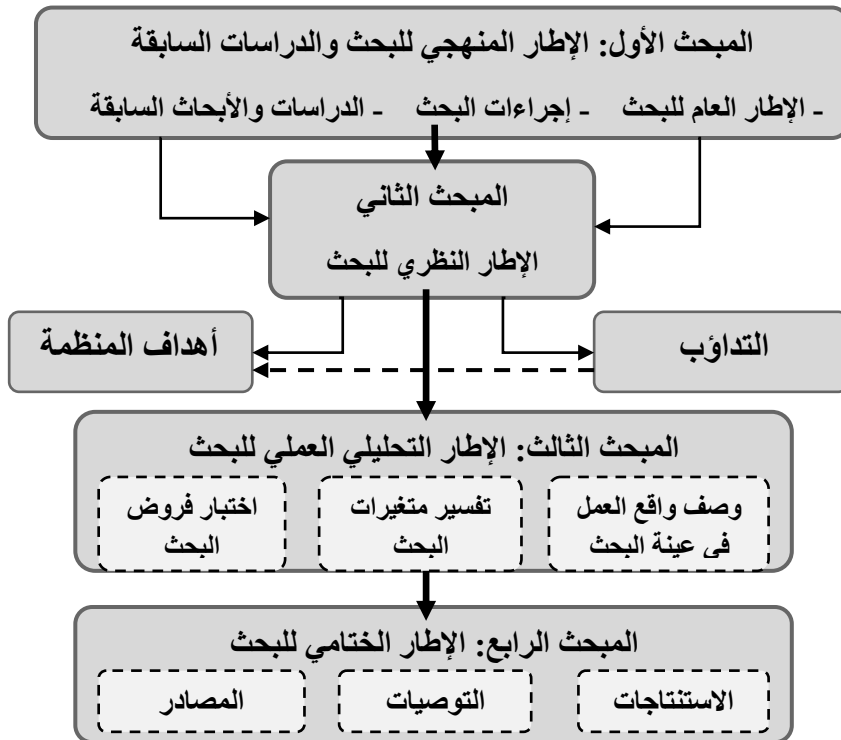 المبحث الأول: الإطار المنهجي للبحث والدراسات السابقة
- الإطار العام للبحث - إجراءات البحث - الدراسات والأبحاث السابقة
المبحث الثاني
الإطار النظري للبحث
التداؤب
أهداف المنظمة
المبحث الثالث: الإطار التحليلي العملي للبحث
وصف واقع العمل
في عينة البحث
تفسير متغيرات
البحث
اختبار فروض
البحث
المبحث الرابع: الإطار الختامي للبحث
الاستنتاجات
التوصيات
المصادر